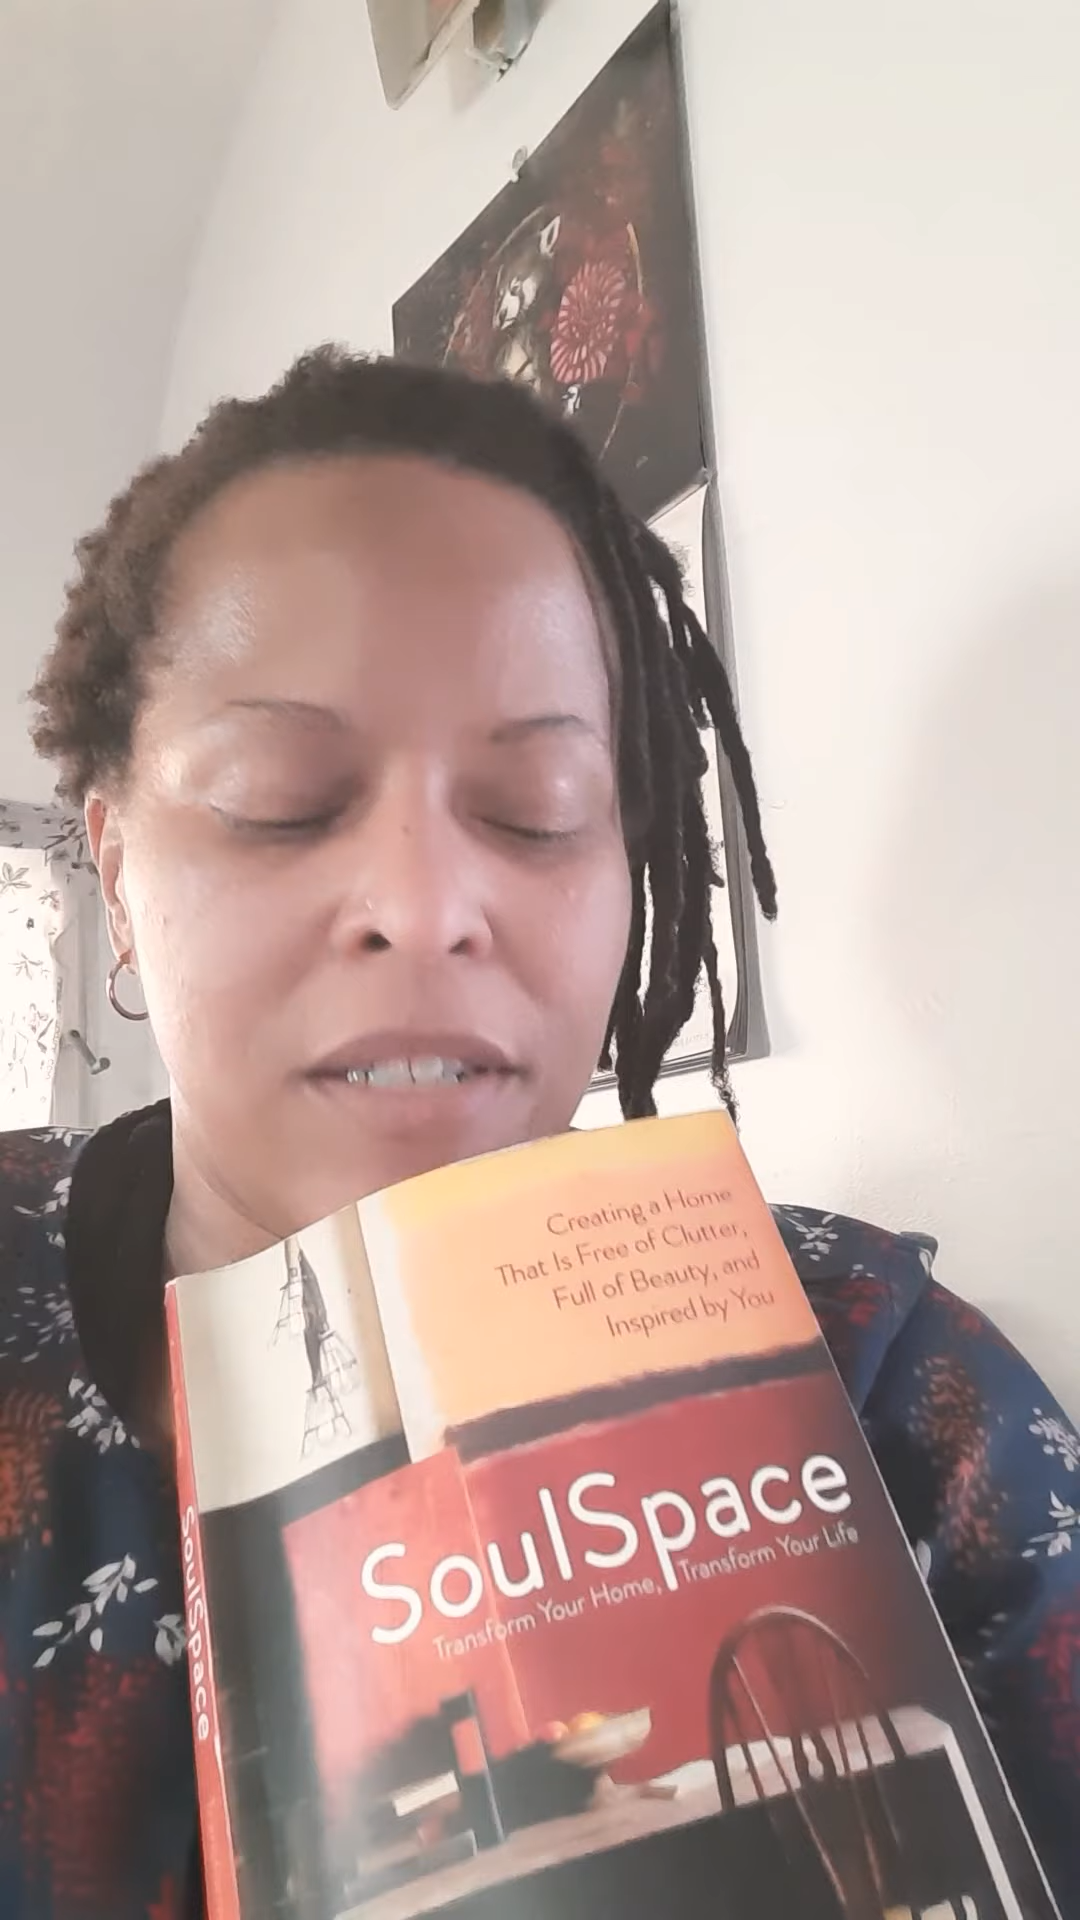 Creating a Home
That Is Free of Clutter,
Full of Beauty, and
Inspired by You
SoulSpace
Transform Your Home, Transform Your Life
SoulSpace